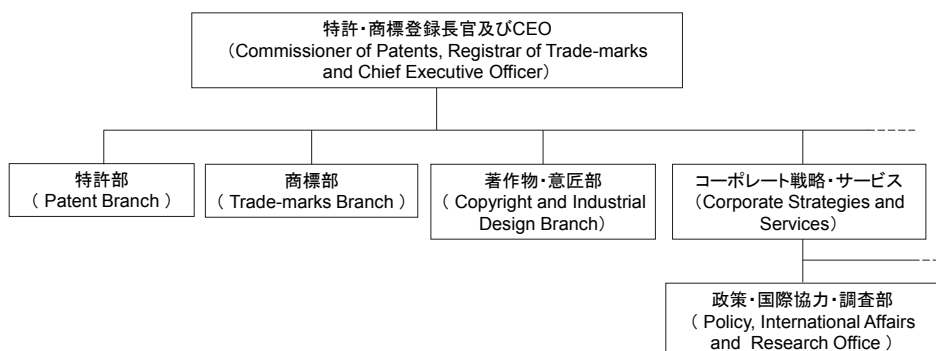 特許・商標登録長官及びCEO
（Commissioner of Patents, Registrar of Trade-marks
and Chief Executive Officer）
特許部
（ Patent Branch ）
商標部
（ Trade-marks Branch ）
著作物・意匠部
（ Copyright and Industrial
Design Branch）
コーポレート戦略・サービス
（Corporate Strategies and
Services）
政策・国際協力・調査部
（ Policy, International Affairs
and Research Office ）